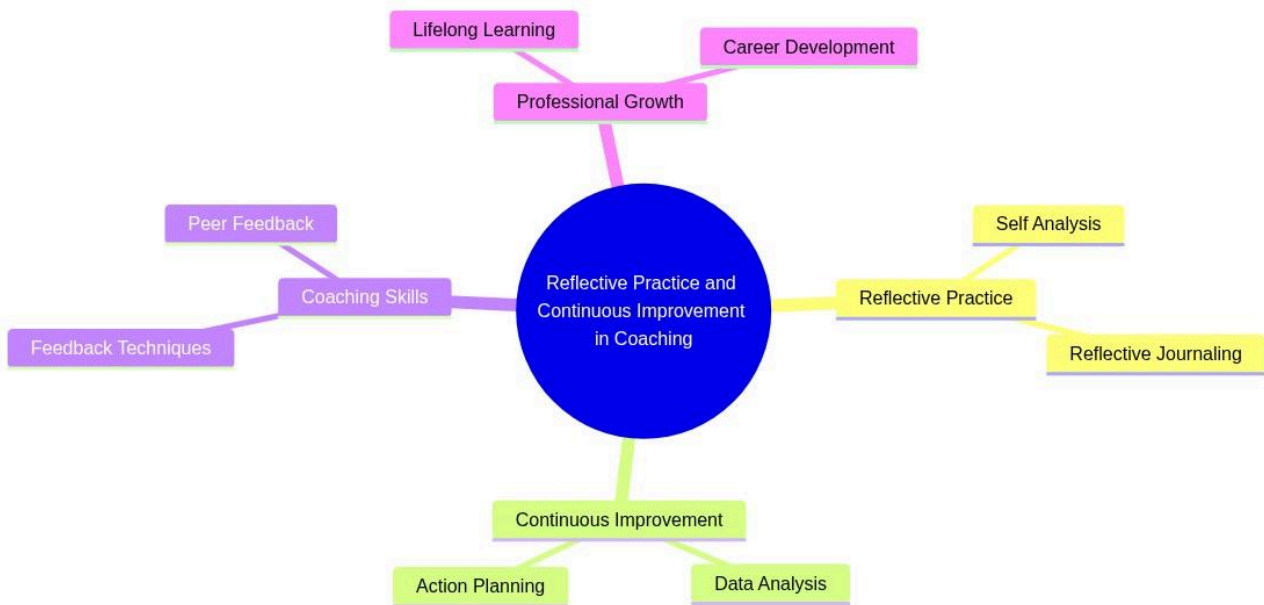 Lifelong Learning
Career Development
Professional Growth
Peer Feedback
Coaching Skills
Feedback Techniques
Reflective Practice and
Continuous Improvement
in Coaching
Self Analysis
Reflective Practice
Reflective Journaling
Continuous Improvement
Action Planning
Data Analysis